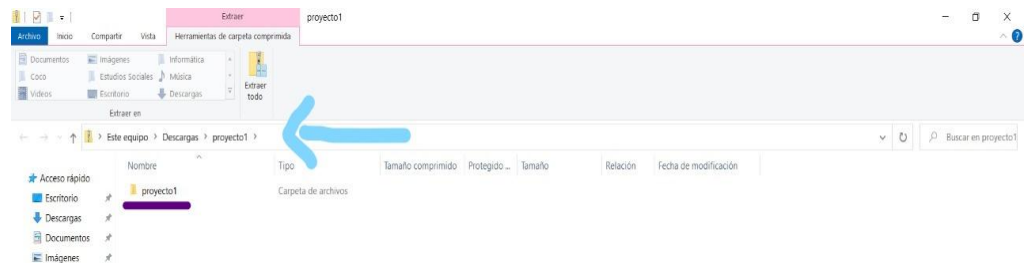 Extraer
proyecto1
Archivo Inicio Compartir Vista Herramientas de carpeta comprimida
Documentos Imágenes Informática
Coco Estudios Sociales Música
Videos Escritorio Descargas
Extraer todo
Extraer en
Este equipo > Descargas > proyecto1 >
Buscar en proyecto1
Nombre Tipo Tamaño comprimido Protegido ... Tamaño Relación Fecha de modificación
Acceso rápido
proyecto1 Carpeta de archivos
Escritorio
Descargas
Documentos
Imágenes